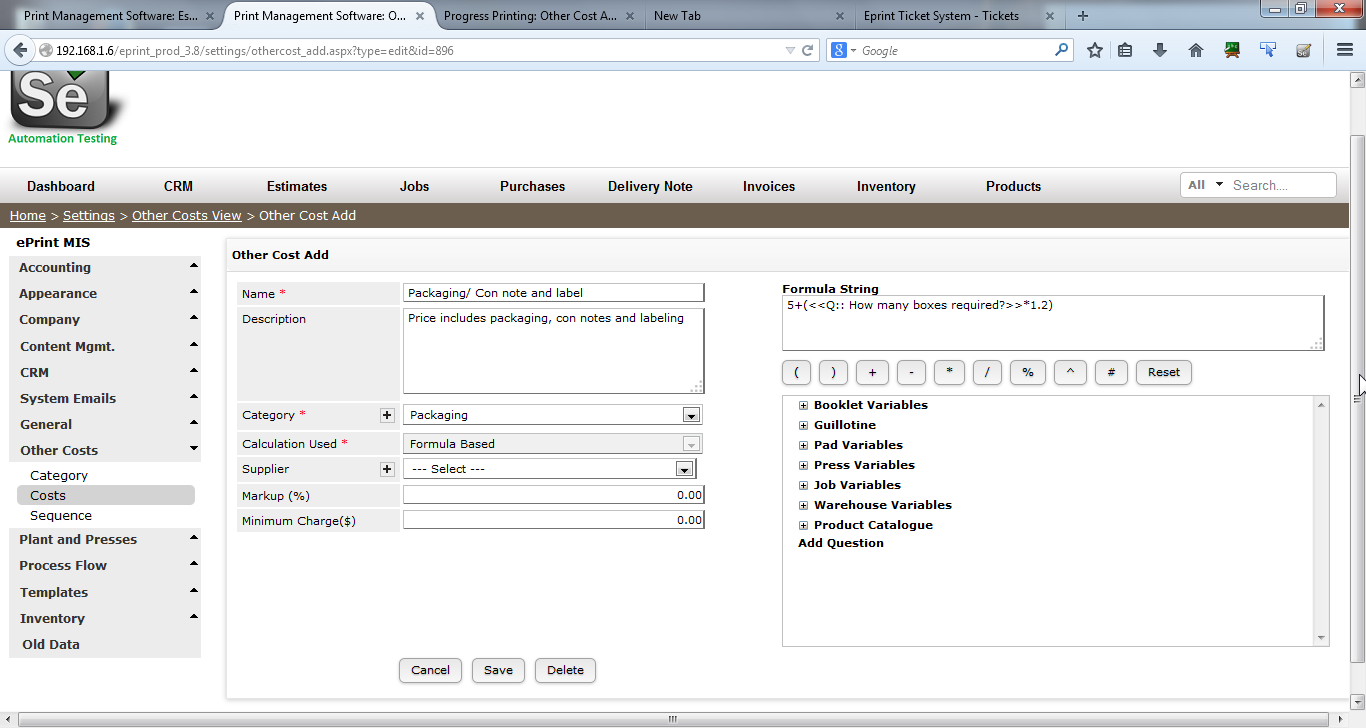 Print Management Software: Es...
Print Management Software: O...
Progress Printing: Other Cost A...
New Tab
Eprint Ticket System - Tickets
192.168.1.6/eprint_prod_3.8/settings/othercost_add.aspx?type=edit&id=896
8
Google
Se
Automation Testing
Dashboard CRM Estimates Jobs Purchases Delivery Note Invoices Inventory Products
All
Search....
Home > Settings > Other Costs View > Other Cost Add
ePrint MIS
Accounting
Appearance
Company
Content Mgmt.
CRM
System Emails
General
Other Costs
Category
Costs
Sequence
Plant and Presses
Process Flow
Templates
Inventory
Old Data
Other Cost Add
Name * Packaging/ Con note and label
Description Price includes packaging, con notes and labeling
Category * + Packaging
Calculation Used * Formula Based
Supplier + --- Select ---
Markup (%) 0.00
Minimum Charge($) 0.00
Formula String
5+(<<Q:: How many boxes required?>>*1.2)
( ) + - * / % ^ # Reset
Booklet Variables
Guillotine
Pad Variables
Press Variables
Job Variables
Warehouse Variables
Product Catalogue
Add Question
Cancel Save Delete